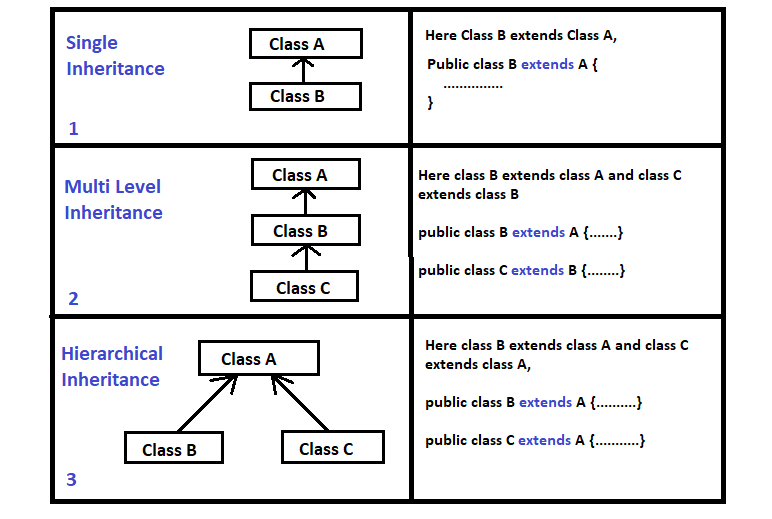 Single
Inheritance
1
Class A
Class B
Here Class B extends Class A,
Public class B extends A {
...............
}
Multi Level
Inheritance
2
Class A
Class B
Class C
Here class B extends class A and class C
extends class B
public class B extends A {.......}
public class C extends B {........}
Hierarchical
Inheritance
3
Class A
Class B
Class C
Here class B extends class A and class C
extends class A,
public class B extends A {..........}
public class C extends A {...........}